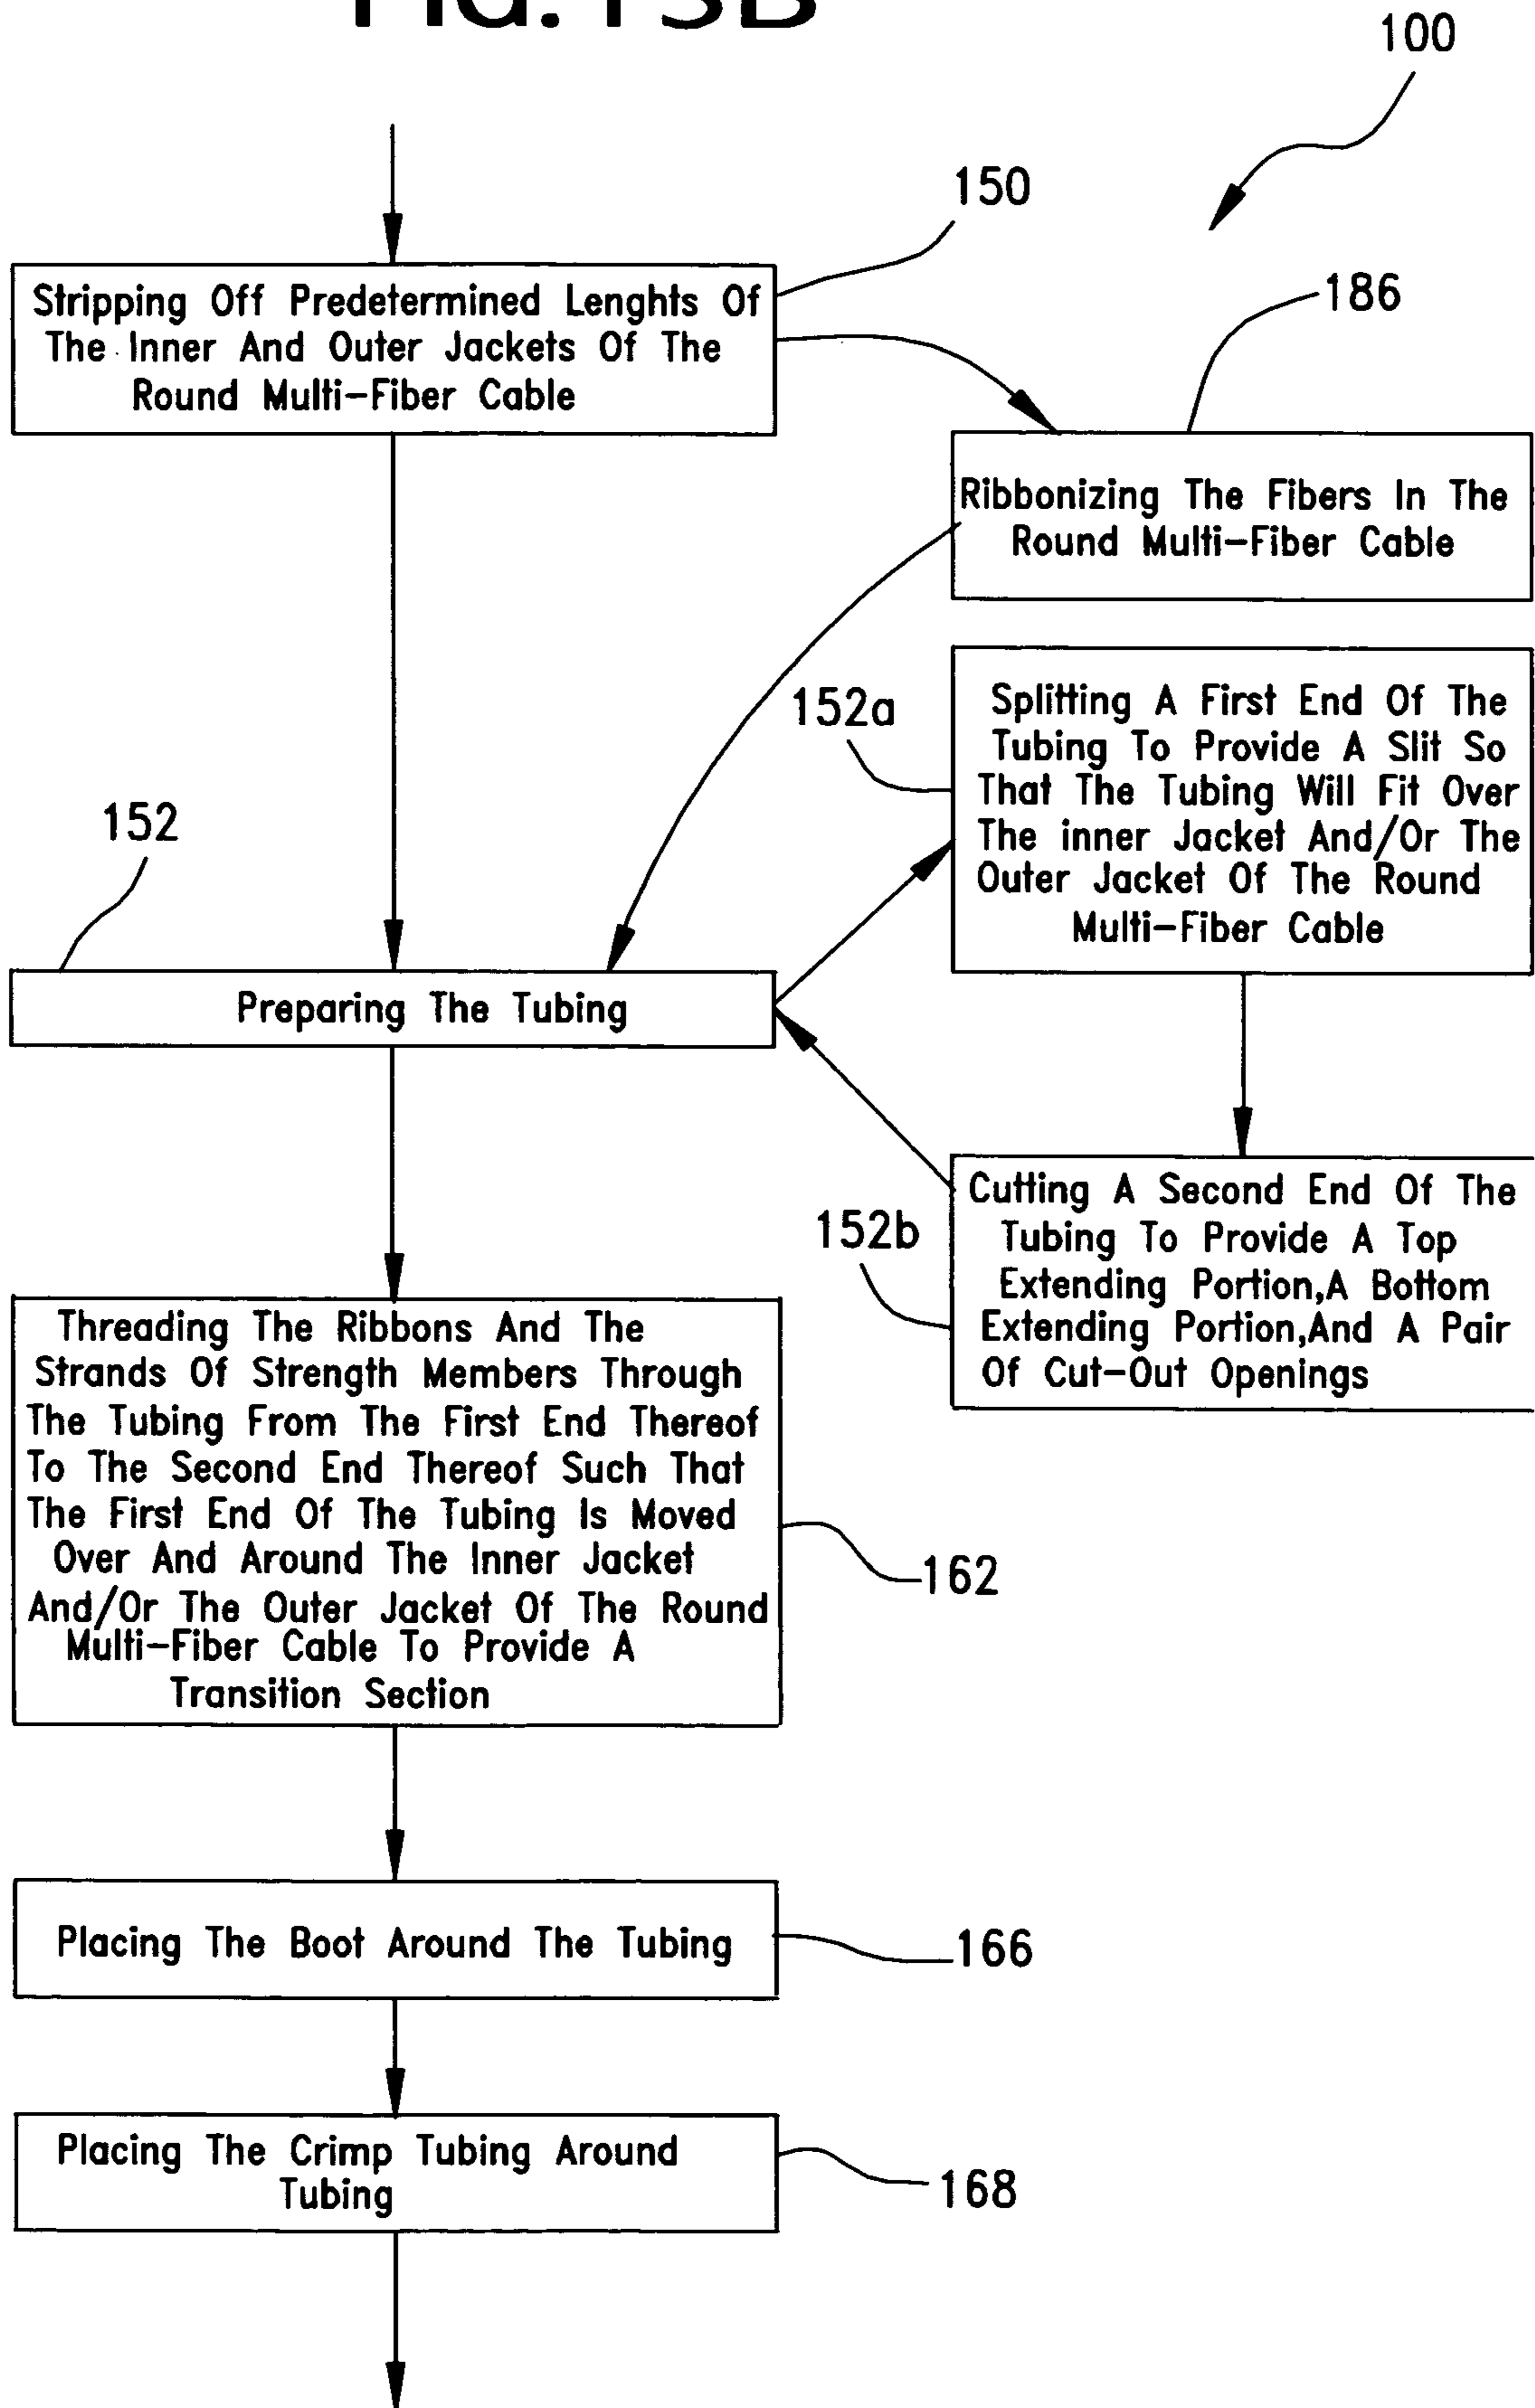 FIG. 13B
100
150
Stripping Off Predetermined Lenghts Of
The Inner And Outer Jackets Of The
Round Multi-Fiber Cable
186
Ribbonizing The Fibers In The
Round Multi-Fiber Cable
152a
Splitting A First End Of The
Tubing To Provide A Slit So
That The Tubing Will Fit Over
The inner Jacket And/Or The
Outer Jacket Of The Round
Multi-Fiber Cable
152
Preparing The Tubing
152b
Cutting A Second End Of The
Tubing To Provide A Top
Extending Portion,A Bottom
Extending Portion,And A Pair
Of Cut-Out Openings
Threading The Ribbons And The
Strands Of Strength Members Through
The Tubing From The First End Thereof
To The Second End Thereof Such That
The First End Of The Tubing Is Moved
Over And Around The Inner Jacket
And/Or The Outer Jacket Of The Round
Multi-Fiber Cable To Provide A
Transition Section
162
Placing The Boot Around The Tubing
166
Placing The Crimp Tubing Around
Tubing
168